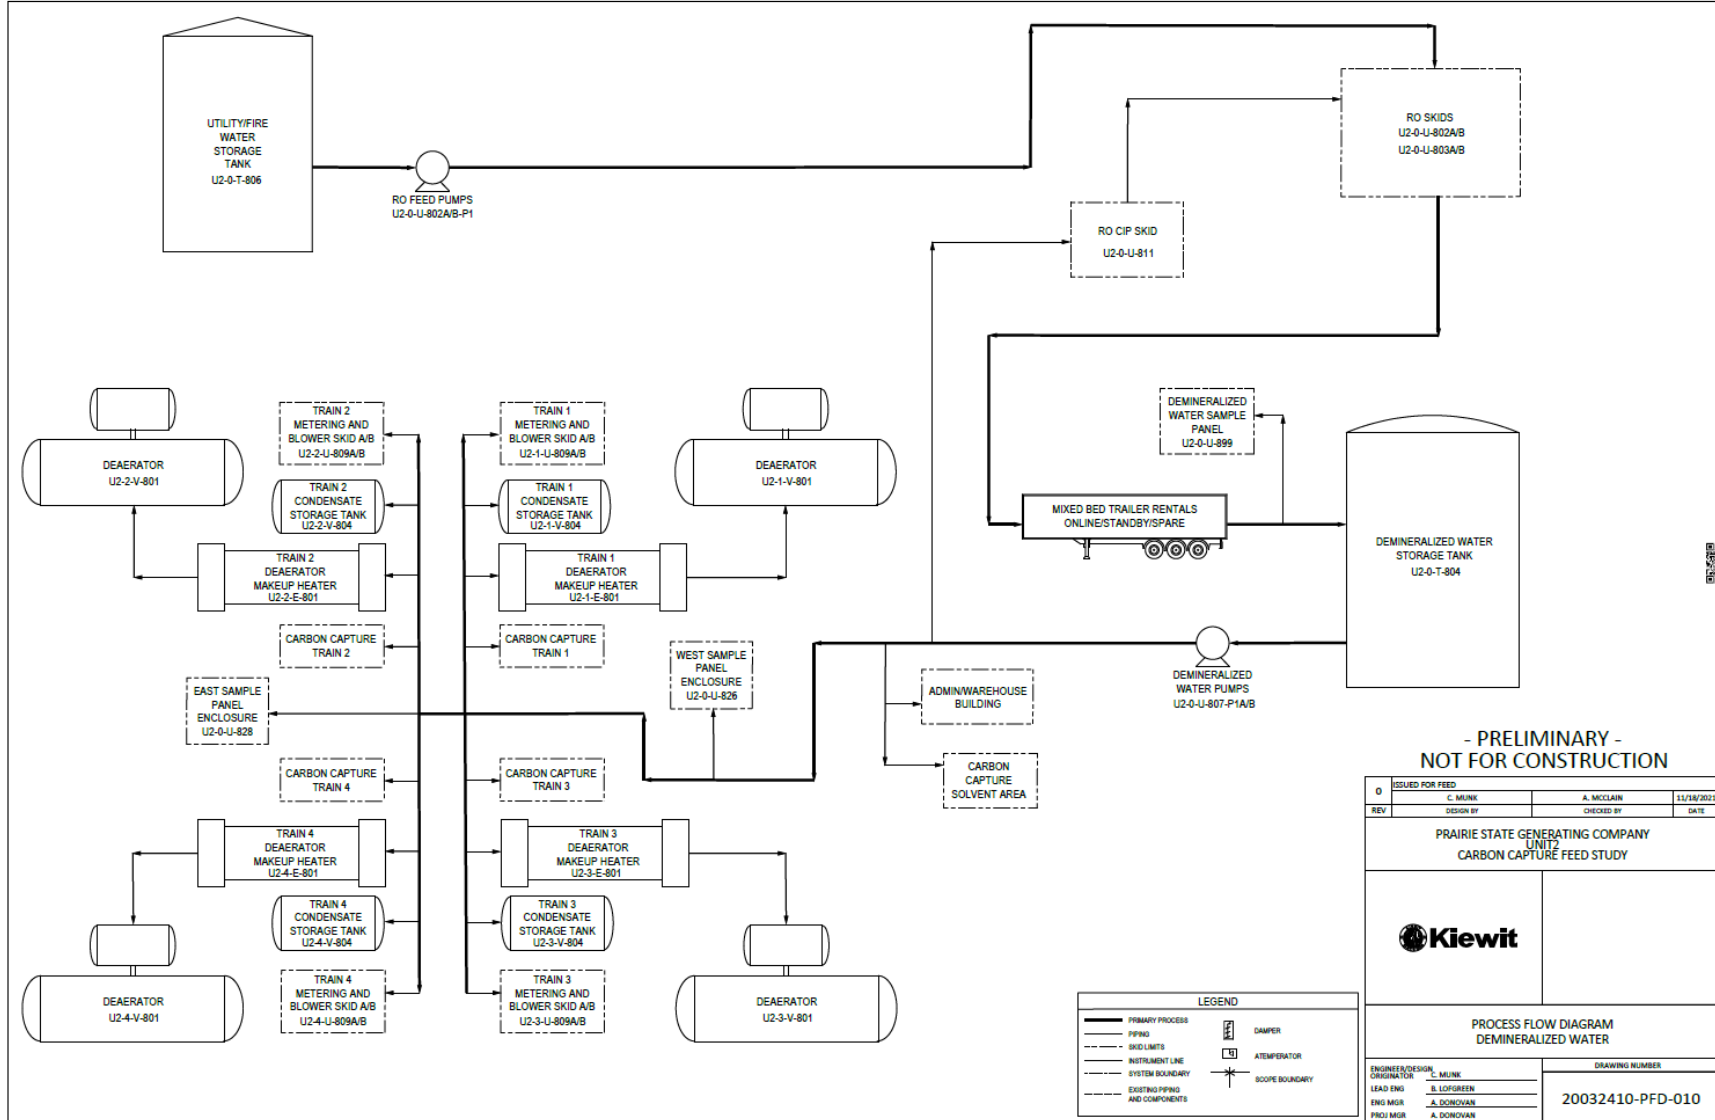 UTILITY/FIRE
WATER
STORAGE
TANK
U2-0-T-806
RO FEED PUMPS
U2-0-U-802A/B-P1
RO SKIDS
U2-0-U-802A/B
U2-0-U-803A/B
RO CIP SKID
U2-0-U-811
DEMINERALIZED
WATER SAMPLE
PANEL
U2-0-U-899
MIXED BED TRAILER RENTALS
ONLINE/STANDBY/SPARE
DEMINERALIZED WATER
STORAGE TANK
U2-0-T-804
DEMINERALIZED
WATER PUMPS
U2-0-U-807-P1A/B
ADMIN/WAREHOUSE
BUILDING
CARBON
CAPTURE
SOLVENT AREA
WEST SAMPLE
PANEL
ENCLOSURE
U2-0-U-826
EAST SAMPLE
PANEL
ENCLOSURE
U2-0-U-828
DEAERATOR
U2-2-V-801
TRAIN 2
METERING AND
BLOWER SKID A/B
U2-2-U-809A/B
TRAIN 2
CONDENSATE
STORAGE TANK
U2-2-V-804
TRAIN 2
DEAERATOR
MAKEUP HEATER
U2-2-E-801
CARBON CAPTURE
TRAIN 2
TRAIN 1
METERING AND
BLOWER SKID A/B
U2-1-U-809A/B
TRAIN 1
CONDENSATE
STORAGE TANK
U2-1-V-804
TRAIN 1
DEAERATOR
MAKEUP HEATER
U2-1-E-801
CARBON CAPTURE
TRAIN 1
DEAERATOR
U2-1-V-801
CARBON CAPTURE
TRAIN 4
TRAIN 4
DEAERATOR
MAKEUP HEATER
U2-4-E-801
TRAIN 4
CONDENSATE
STORAGE TANK
U2-4-V-804
TRAIN 4
METERING AND
BLOWER SKID A/B
U2-4-U-809A/B
DEAERATOR
U2-4-V-801
CARBON CAPTURE
TRAIN 3
TRAIN 3
DEAERATOR
MAKEUP HEATER
U2-3-E-801
TRAIN 3
CONDENSATE
STORAGE TANK
U2-3-V-804
TRAIN 3
METERING AND
BLOWER SKID A/B
U2-3-U-809A/B
DEAERATOR
U2-3-V-801
LEGEND
PRIMARY PROCESS
PIPING
SKID LIMITS
INSTRUMENT LINE
SYSTEM BOUNDARY
EXISTING PIPING
AND COMPONENTS
DAMPER
ATEMPERATOR
SCOPE BOUNDARY
- PRELIMINARY -
NOT FOR CONSTRUCTION
0 ISSUED FOR FEED
C. MUNK A. MCCLAIN 11/18/2021
REV DESIGN BY CHECKED BY DATE
PRAIRIE STATE GENERATING COMPANY
UNIT2
CARBON CAPTURE FEED STUDY
Kiewit
PROCESS FLOW DIAGRAM
DEMINERALIZED WATER
ENGINEER/DESIGN
ORIGINATOR C. MUNK
LEAD ENG B. LOFGREEN
ENG MGR A. DONOVAN
PROJ MGR A. DONOVAN
DRAWING NUMBER
20032410-PFD-010